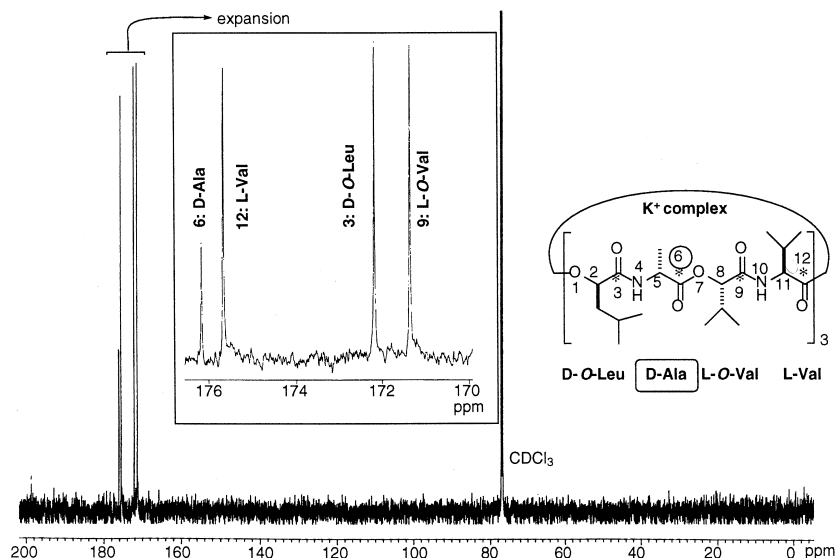 expansion
6: D-Ala
12: L-Val
3: D-O-Leu
9: L-O-Val
176 174 172 171 170
ppm
K+ complex
O 1 2 O 3 N H 4 5 6 O O 7 8 O 9 N H 10 11 12 O 3
* * * *
D-O-Leu D-Ala L-O-Val L-Val
CDCl3
200 180 160 140 120 100 80 60 40 20 0 ppm